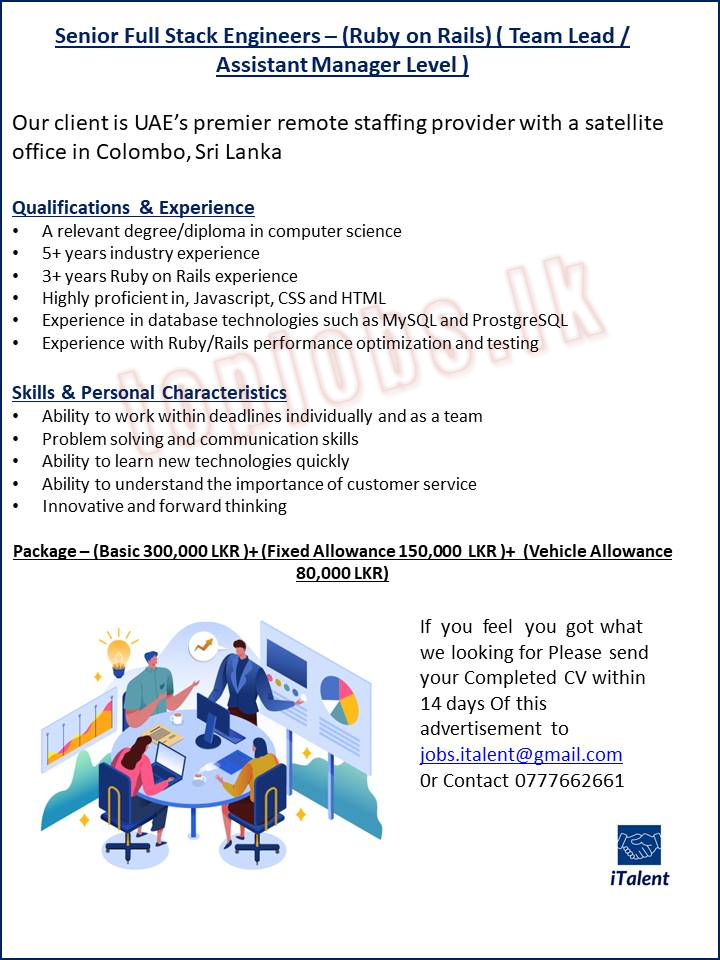 Senior Full Stack Engineers – (Ruby on Rails) ( Team Lead /
Assistant Manager Level )
Our client is UAE's premier remote staffing provider with a satellite
office in Colombo, Sri Lanka
Qualifications & Experience
• A relevant degree/diploma in computer science
• 5+ years industry experience
• 3+ years Ruby on Rails experience
• Highly proficient in, Javascript, CSS and HTML
• Experience in database technologies such as MySQL and ProstgreSQL
• Experience with Ruby/Rails performance optimization and testing
topjobs.lk
Skills & Personal Characteristics
• Ability to work within deadlines individually and as a team
• Problem solving and communication skills
• Ability to learn new technologies quickly
• Ability to understand the importance of customer service
• Innovative and forward thinking
Package – (Basic 300,000 LKR )+ (Fixed Allowance 150,000 LKR )+ (Vehicle Allowance
80,000 LKR)
If you feel you got what
we looking for Please send
your Completed CV within
14 days Of this
advertisement to
jobs.italent@gmail.com
0r Contact 0777662661
iTalent